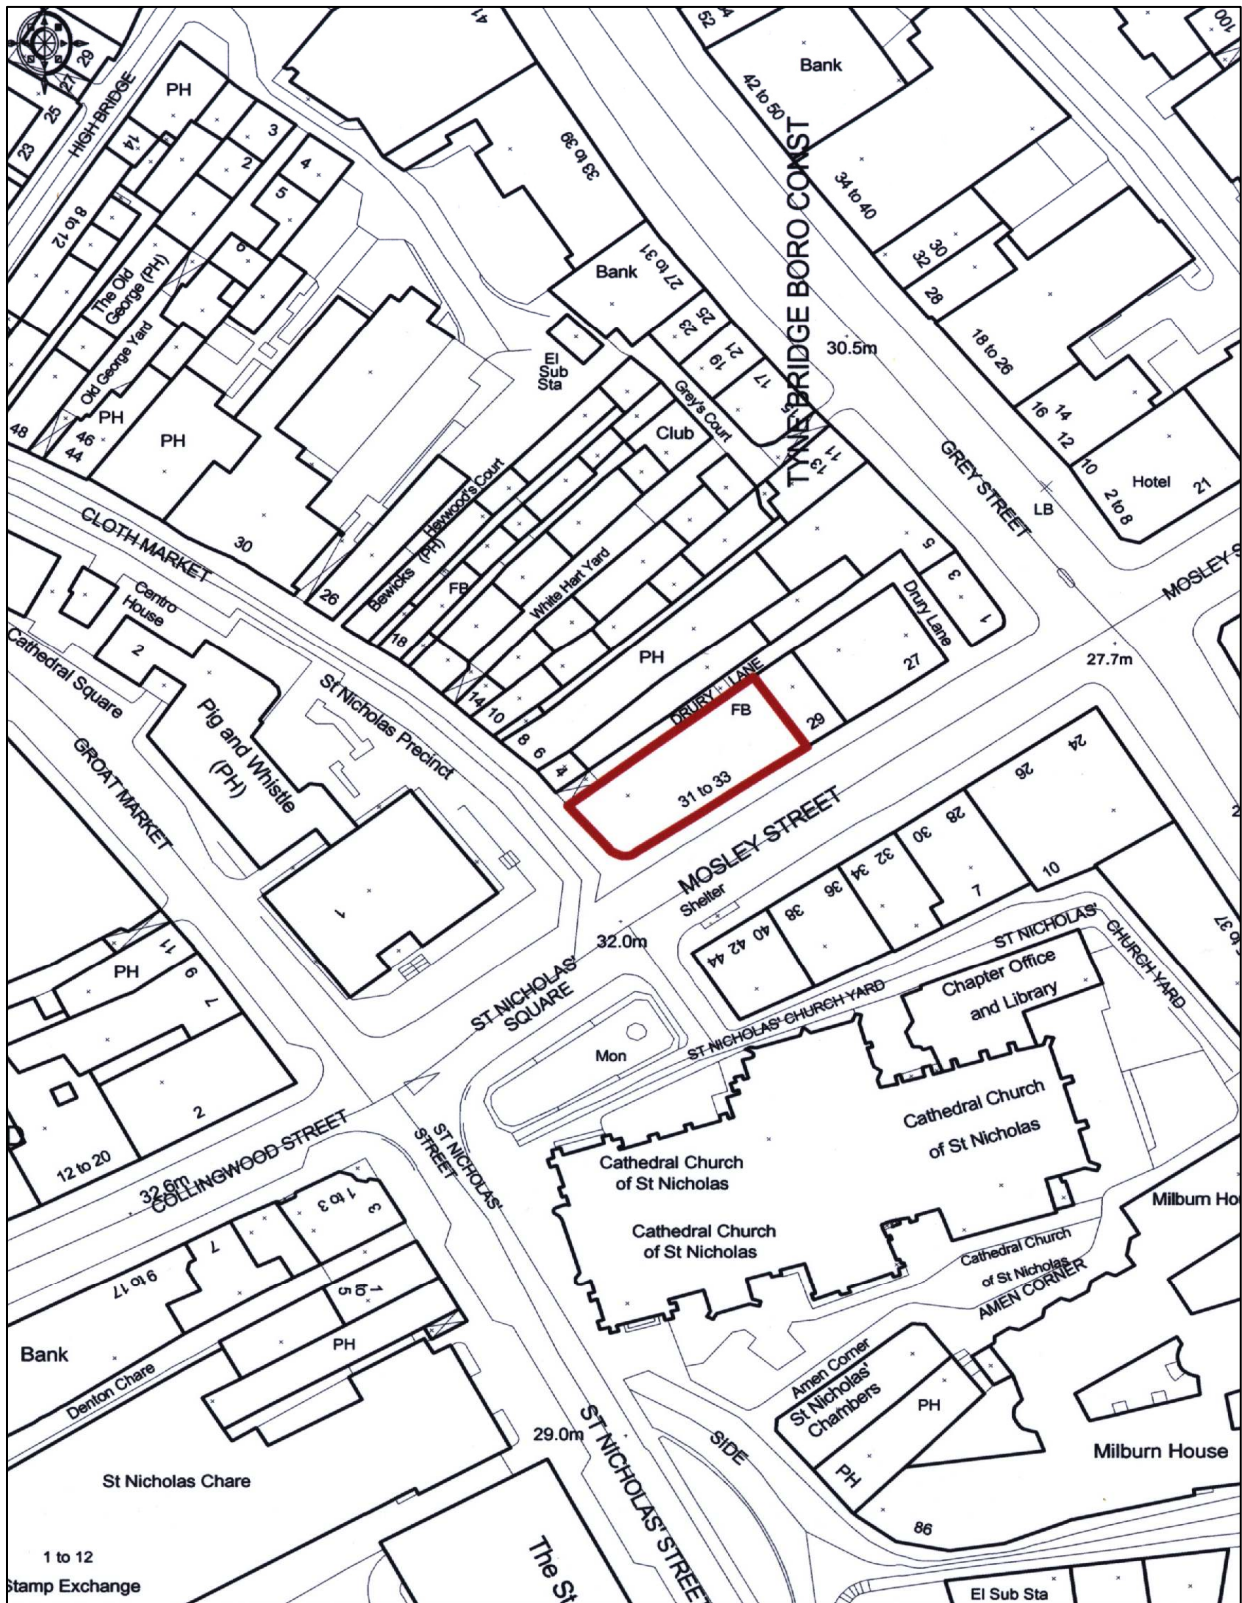 41
52
54
100
29
27
25
23
HIGH BRIDGE
PH
14
3
2
4
5
6
8 to 12
The Old
George (PH)
Old George Yard
PH
46
44
48
PH
33 to 39
Bank
42 to 50
34 to 40
TYNE BRIDGE BORO CONST
30
32
28
18 to 26
16
14
12
10
2 to 8
Hotel
21
Bank
27 to 31
25
23
21
19
17
15
13
11
30.5m
El
Sub
Sta
Grey's Court
Club
GREY STREET
LB
MOSLEY S
CLOTH MARKET
30
26
Heywood's Court
Bewicks (PH)
FB
18
White Hart Yard
14
10
8
6
4
PH
5
3
1
Drury Lane
27
29
27.7m
DRURY LANE
FB
31 to 33
MOSLEY STREET
Shelter
Centro
House
2
Cathedral Square
St Nicholas Precinct
Pig and Whistle
(PH)
GROAT MARKET
1
24
26
28
30
32
34
36
38
40
42
44
7
10
32.0m
ST NICHOLAS'
SQUARE
Mon
ST NICHOLAS' CHURCH YARD
ST NICHOLAS'
CHURCH YARD
to 37
2
Chapter Office
and Library
11
PH
9
7
2
12 to 20
COLLINGWOOD STREET
32.6m
ST NICHOLAS'
STREET
Cathedral Church
of St Nicholas
Cathedral Church
of St Nicholas
Cathedral Church
of St Nicholas
Cathedral Church
of St Nicholas
AMEN CORNER
Milburn Ho
1 to 3
3
7
9 to 17
5
to
1
PH
Bank
Denton Chare
St Nicholas Chare
29.0m
ST NICHOLAS' STREET
SIDE
Amen Corner
St Nicholas'
Chambers
PH
PH
86
Milburn House
1 to 12
Stamp Exchange
The St
El Sub Sta